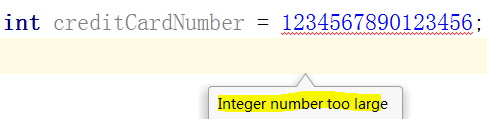 int creditCardNumber = 1234567890123456;
Integer number too large